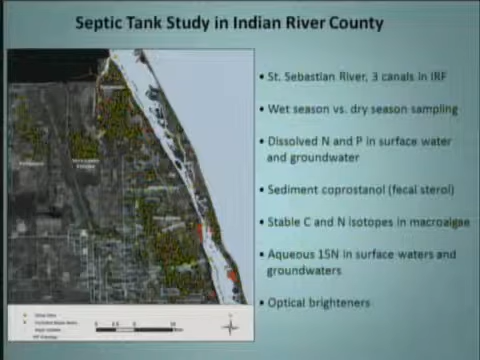 Septic Tank Study in Indian River County
• St. Sebastian River, 3 canals in IRF
• Wet season vs. dry season sampling
• Dissolved N and P in surface water
and groundwater
• Sediment coprostanol (fecal sterol)
• Stable C and N isotopes in macroalgae
• Aqueous 15N in surface waters and
groundwaters
• Optical brighteners